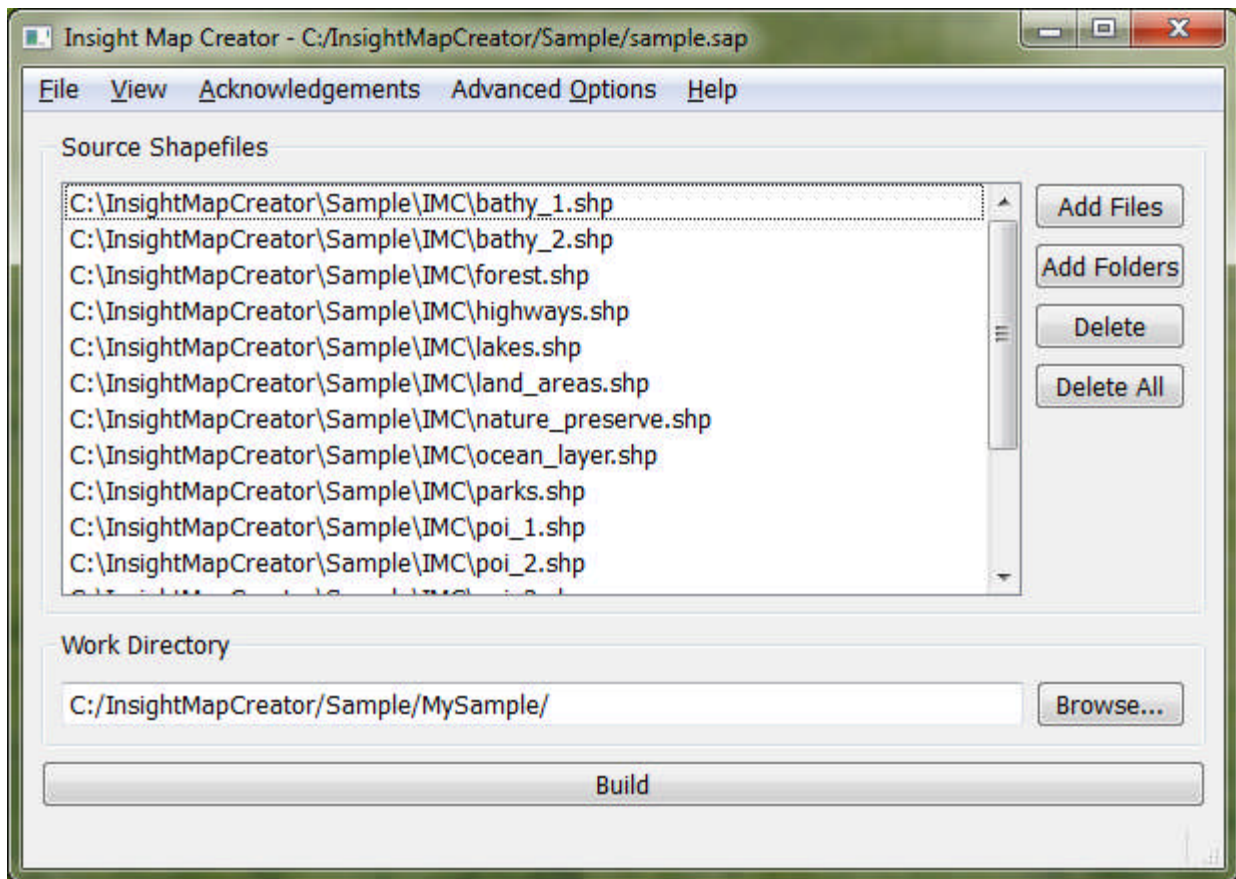 Insight Map Creator - C:/InsightMapCreator/Sample/sample.sap
File View Acknowledgements Advanced Options Help
Source Shapefiles
C:\InsightMapCreator\Sample\IMC\bathy_1.shp
C:\InsightMapCreator\Sample\IMC\bathy_2.shp
C:\InsightMapCreator\Sample\IMC\forest.shp
C:\InsightMapCreator\Sample\IMC\highways.shp
C:\InsightMapCreator\Sample\IMC\lakes.shp
C:\InsightMapCreator\Sample\IMC\land_areas.shp
C:\InsightMapCreator\Sample\IMC\nature_preserve.shp
C:\InsightMapCreator\Sample\IMC\ocean_layer.shp
C:\InsightMapCreator\Sample\IMC\parks.shp
C:\InsightMapCreator\Sample\IMC\poi_1.shp
C:\InsightMapCreator\Sample\IMC\poi_2.shp
Add Files
Add Folders
Delete
Delete All
Work Directory
C:/InsightMapCreator/Sample/MySample/
Browse...
Build